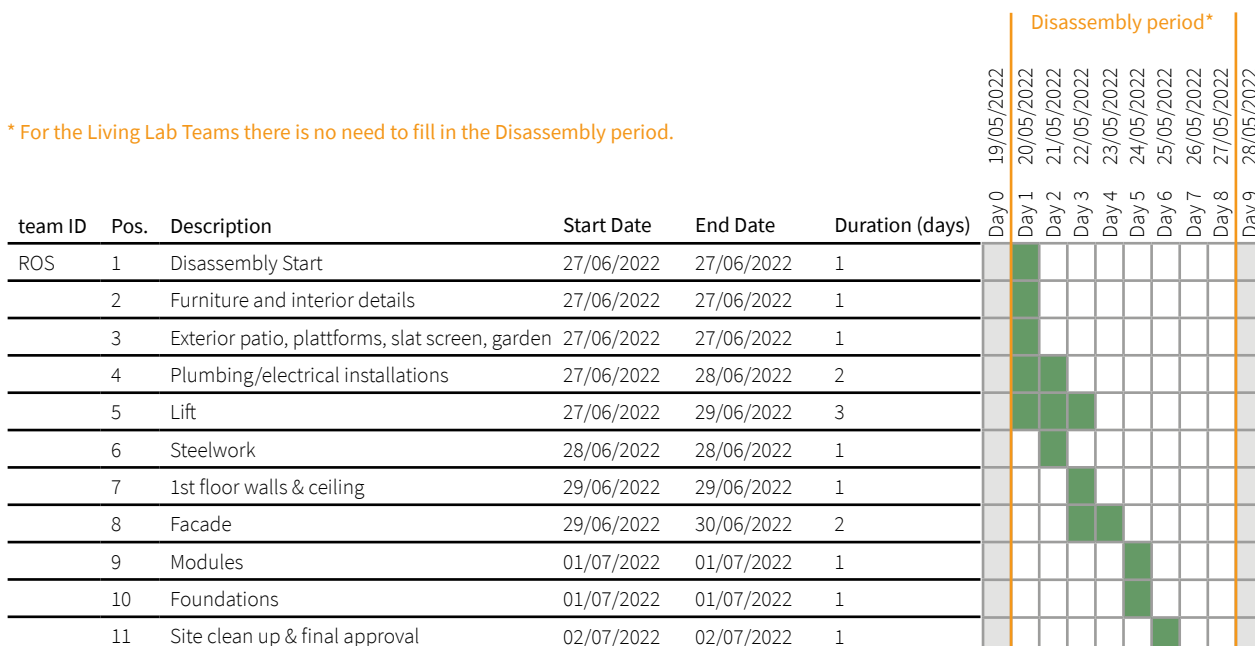 Disassembly period*
* For the Living Lab Teams there is no need to fill in the Disassembly period.
19/05/2022 20/05/2022 21/05/2022 22/05/2022 23/05/2022 24/05/2022 25/05/2022 26/05/2022 27/05/2022 28/05/2022
team ID Pos. Description Start Date End Date Duration (days) Day 0 Day 1 Day 2 Day 3 Day 4 Day 5 Day 6 Day 7 Day 8 Day 9
ROS 1 Disassembly Start 27/06/2022 27/06/2022 1
2 Furniture and interior details 27/06/2022 27/06/2022 1
3 Exterior patio, plattforms, slat screen, garden 27/06/2022 27/06/2022 1
4 Plumbing/electrical installations 27/06/2022 28/06/2022 2
5 Lift 27/06/2022 29/06/2022 3
6 Steelwork 28/06/2022 28/06/2022 1
7 1st floor walls & ceiling 29/06/2022 29/06/2022 1
8 Facade 29/06/2022 30/06/2022 2
9 Modules 01/07/2022 01/07/2022 1
10 Foundations 01/07/2022 01/07/2022 1
11 Site clean up & final approval 02/07/2022 02/07/2022 1